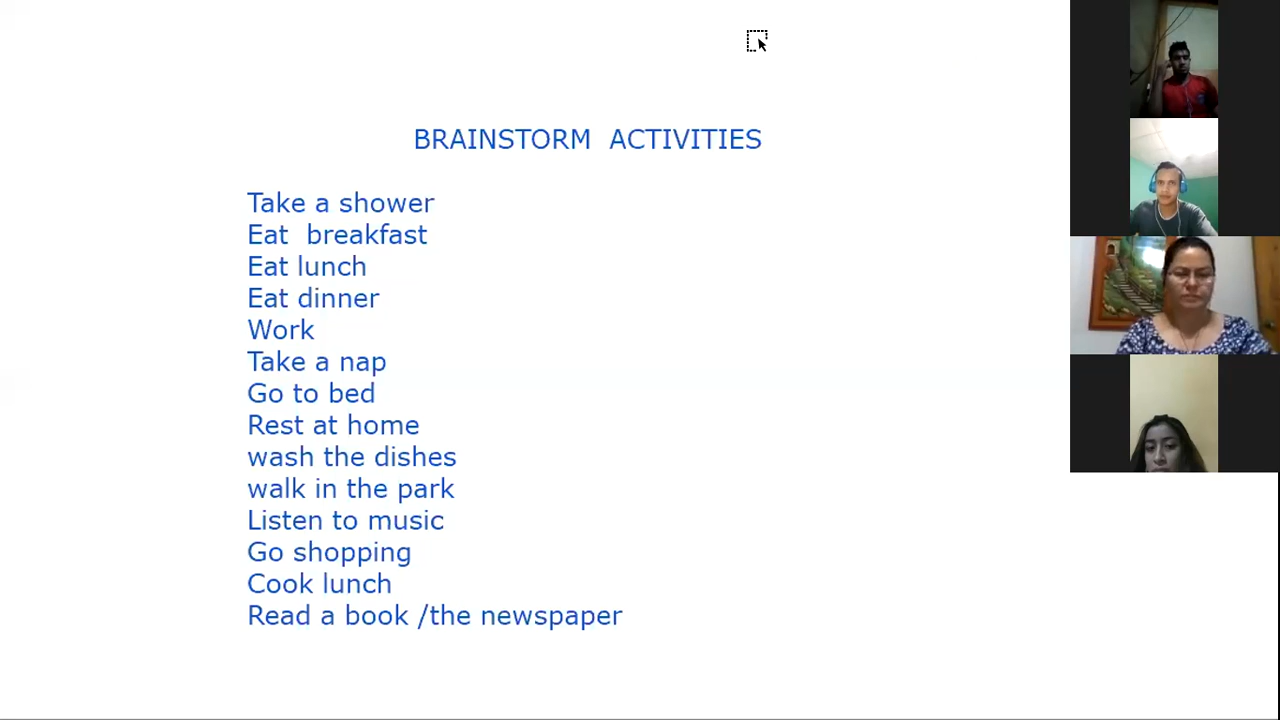 BRAINSTORM ACTIVITIES
Take a shower
Eat breakfast
Eat lunch
Eat dinner
Work
Take a nap
Go to bed
Rest at home
wash the dishes
walk in the park
Listen to music
Go shopping
Cook lunch
Read a book /the newspaper